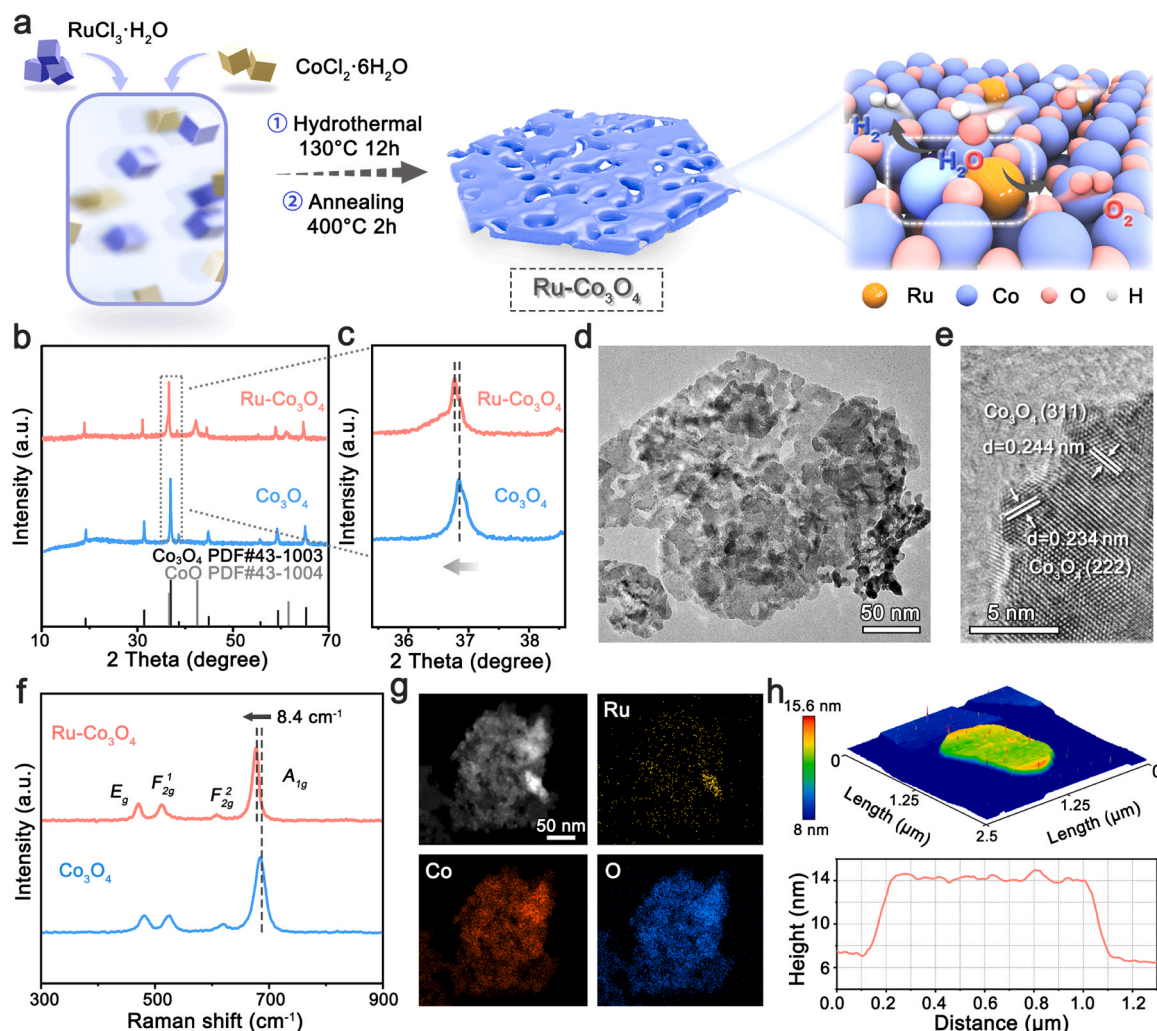 a
RuCl₃·H₂O
CoCl₂·6H₂O
① Hydrothermal
130°C 12h
② Annealing
400°C 2h
Ru-Co₃O₄
H₂
H₂O
O₂
Ru Co O H
b
Intensity (a.u.)
Ru-Co₃O₄
Co₃O₄
Co₃O₄ PDF#43-1003
CoO PDF#43-1004
10 30 50 70
2 Theta (degree)
c
Intensity (a.u.)
Ru-Co₃O₄
Co₃O₄
36 37 38
2 Theta (degree)
d
50 nm
e
Co₃O₄ (311)
d=0.244 nm
d=0.234 nm
Co₃O₄ (222)
5 nm
f
Intensity (a.u.)
8.4 cm⁻¹
Ru-Co₃O₄
E_g
F¹_2g
F²_2g
A_1g
Co₃O₄
300 500 700 900
Raman shift (cm⁻¹)
g
50 nm
Ru
Co
O
h
15.6 nm
8 nm
0
Length (μm)
1.25
2.5
Length (μm)
1.25
0
Height (nm)
14
10
6
0.0 0.2 0.4 0.6 0.8 1.0 1.2
Distance (μm)